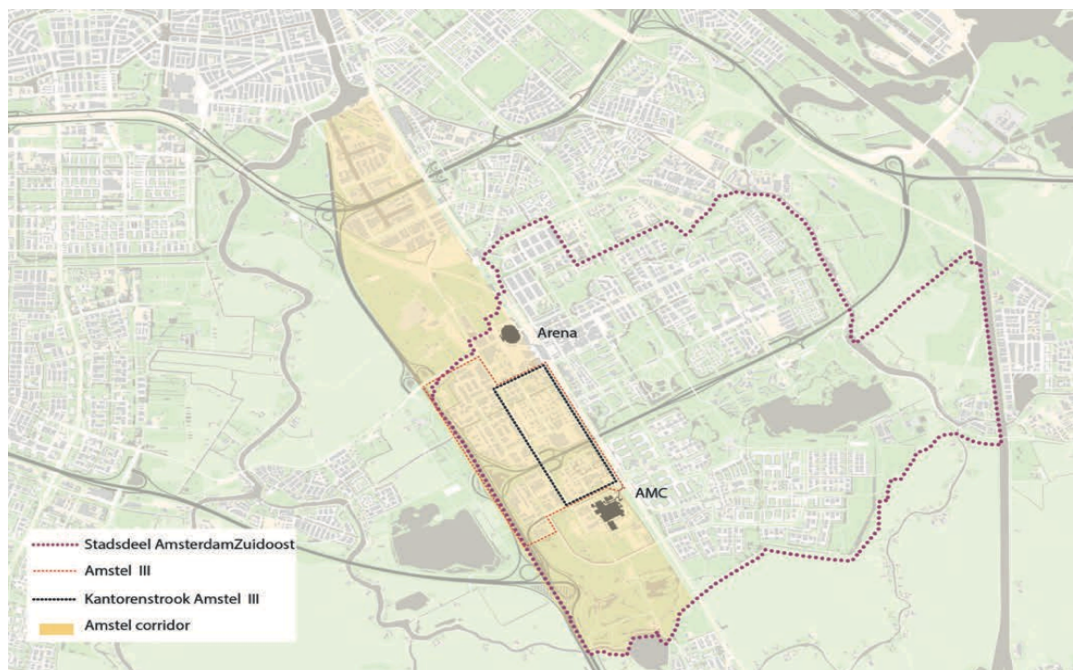 Arena
AMC
Stadsdeel AmsterdamZuidoost
Amstel III
Kantorenstrook Amstel III
Amstel corridor